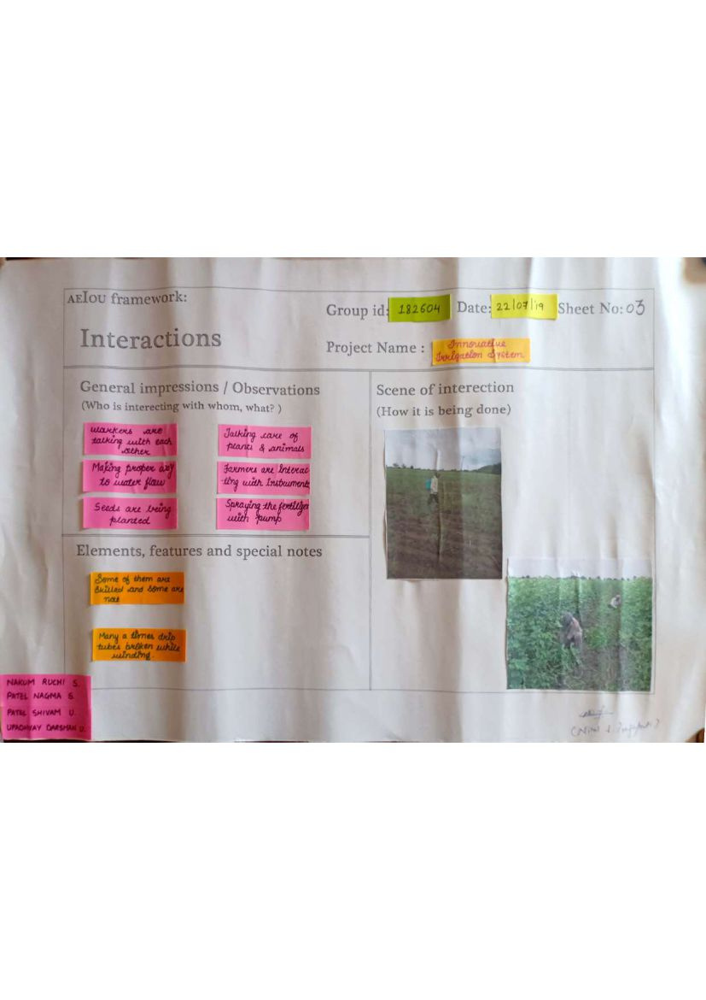 AEIOU framework:
Interactions
Group id: 182604 Date: 22/07/19 Sheet No: 03
Project Name : Innovative
Irrigation System
General impressions / Observations
(Who is interecting with whom, what? )
Workers are
talking with each
other
Making proper way
to water flow
Seeds are being
planted
Talking care of
plants & animals
Farmers are Interac
-ting with Instruments
Spraying the fertilizer
with pump
Elements, features and special notes
Some of them are
skilled and some are
not
Many a times drip
tubes broken while
winding.
Scene of interection
(How it is being done)
NAKUM RUCHI S.
PATEL NAGMA S.
PATEL SHIVAM U.
UPADHYAY DARSHAN U.